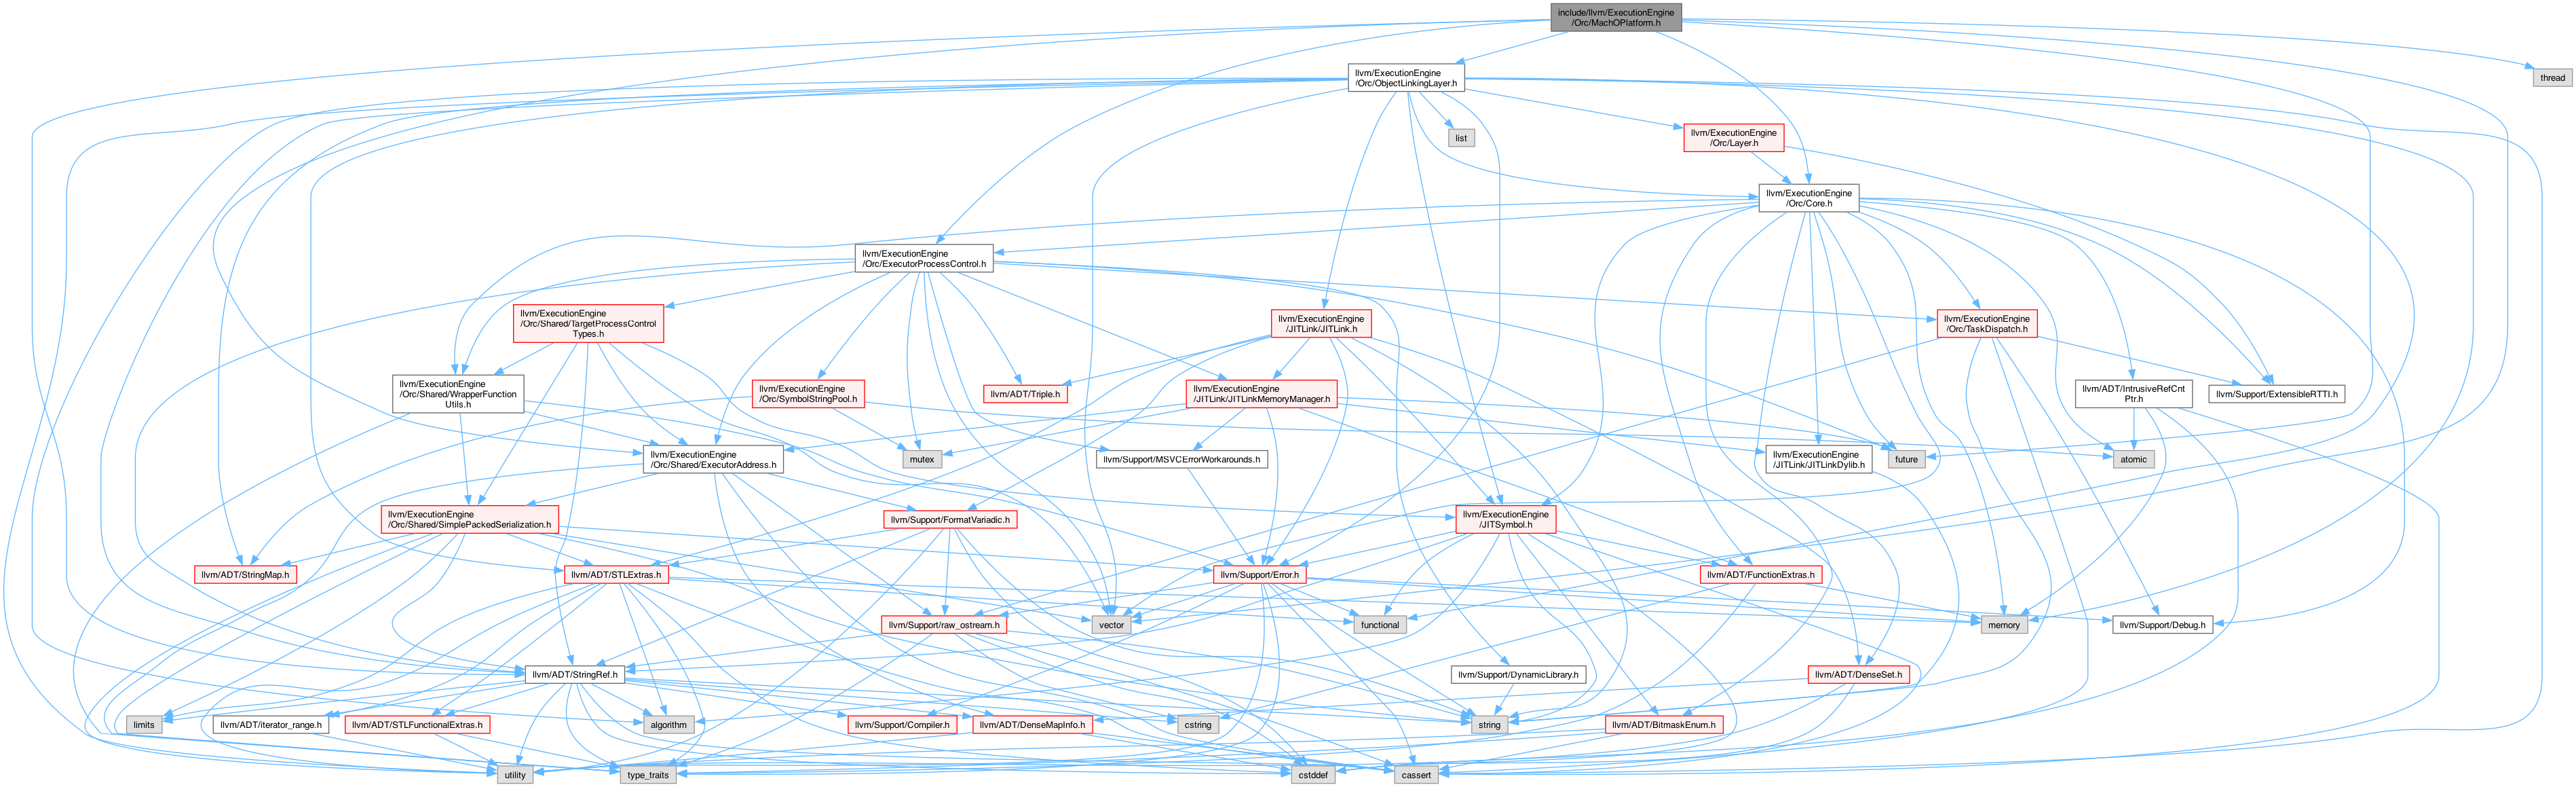 include/llvm/ExecutionEngine
/Orc/MachOPlatform.h
llvm/ExecutionEngine
/Orc/ObjectLinkingLayer.h
thread
list
llvm/ExecutionEngine
/Orc/Layer.h
llvm/ExecutionEngine
/Orc/Core.h
llvm/ExecutionEngine
/Orc/ExecutorProcessControl.h
llvm/ExecutionEngine
/Orc/Shared/TargetProcessControl
Types.h
llvm/ExecutionEngine
/JITLink/JITLink.h
llvm/ExecutionEngine
/Orc/TaskDispatch.h
llvm/ExecutionEngine
/Orc/Shared/WrapperFunction
Utils.h
llvm/ExecutionEngine
/Orc/SymbolStringPool.h
llvm/ADT/Triple.h
llvm/ExecutionEngine
/JITLink/JITLinkMemoryManager.h
llvm/ADT/IntrusiveRefCnt
Ptr.h
llvm/Support/ExtensibleRTTI.h
llvm/ExecutionEngine
/Orc/Shared/ExecutorAddress.h
mutex
llvm/Support/MSVCErrorWorkarounds.h
llvm/ExecutionEngine
/JITLink/JITLinkDylib.h
future
atomic
llvm/ExecutionEngine
/Orc/Shared/SimplePackedSerialization.h
llvm/Support/FormatVariadic.h
llvm/ExecutionEngine
/JITSymbol.h
llvm/ADT/StringMap.h
llvm/ADT/STLExtras.h
llvm/Support/Error.h
llvm/ADT/FunctionExtras.h
llvm/Support/raw_ostream.h
vector
functional
memory
llvm/Support/Debug.h
llvm/ADT/StringRef.h
llvm/Support/DynamicLibrary.h
llvm/ADT/DenseSet.h
limits
llvm/ADT/iterator_range.h
llvm/ADT/STLFunctionalExtras.h
algorithm
llvm/Support/Compiler.h
llvm/ADT/DenseMapInfo.h
cstring
string
llvm/ADT/BitmaskEnum.h
utility
type_traits
cstddef
cassert